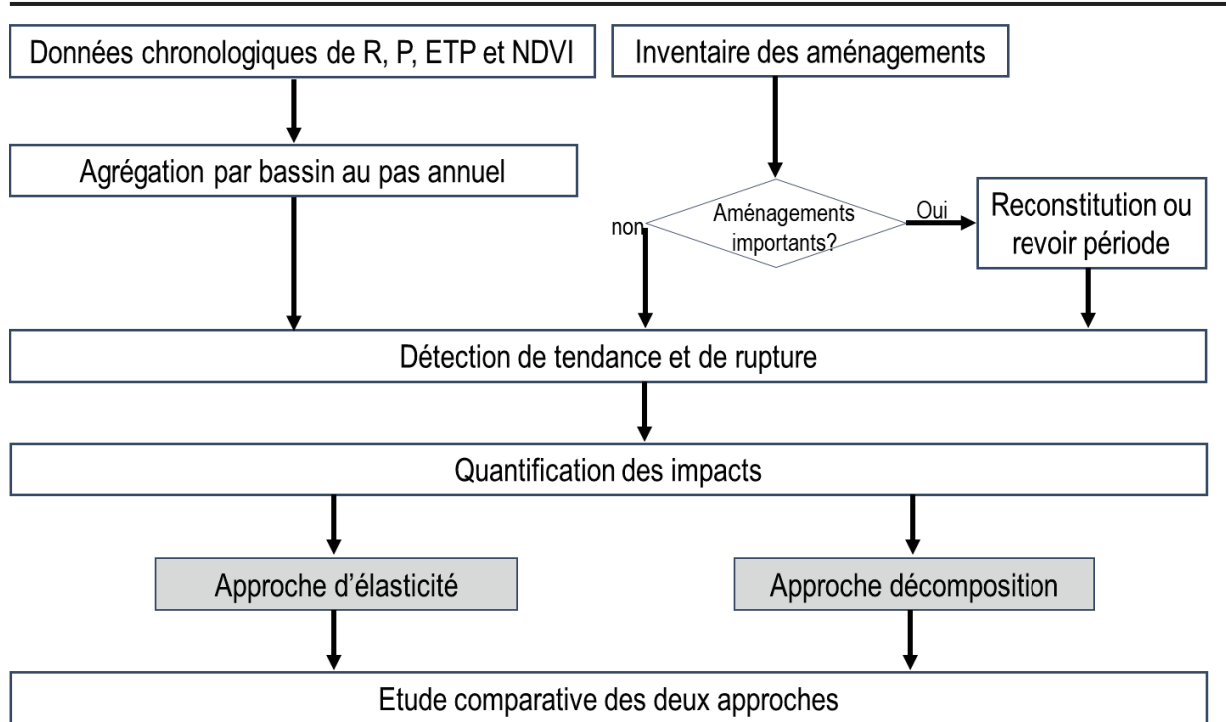 Données chronologiques de R, P, ETP et NDVI
Inventaire des aménagements
Agrégation par bassin au pas annuel
Aménagements
importants?
non
Oui
Reconstitution ou
revoir période
Détection de tendance et de rupture
Quantification des impacts
Approche d'élasticité
Approche décomposition
Etude comparative des deux approches